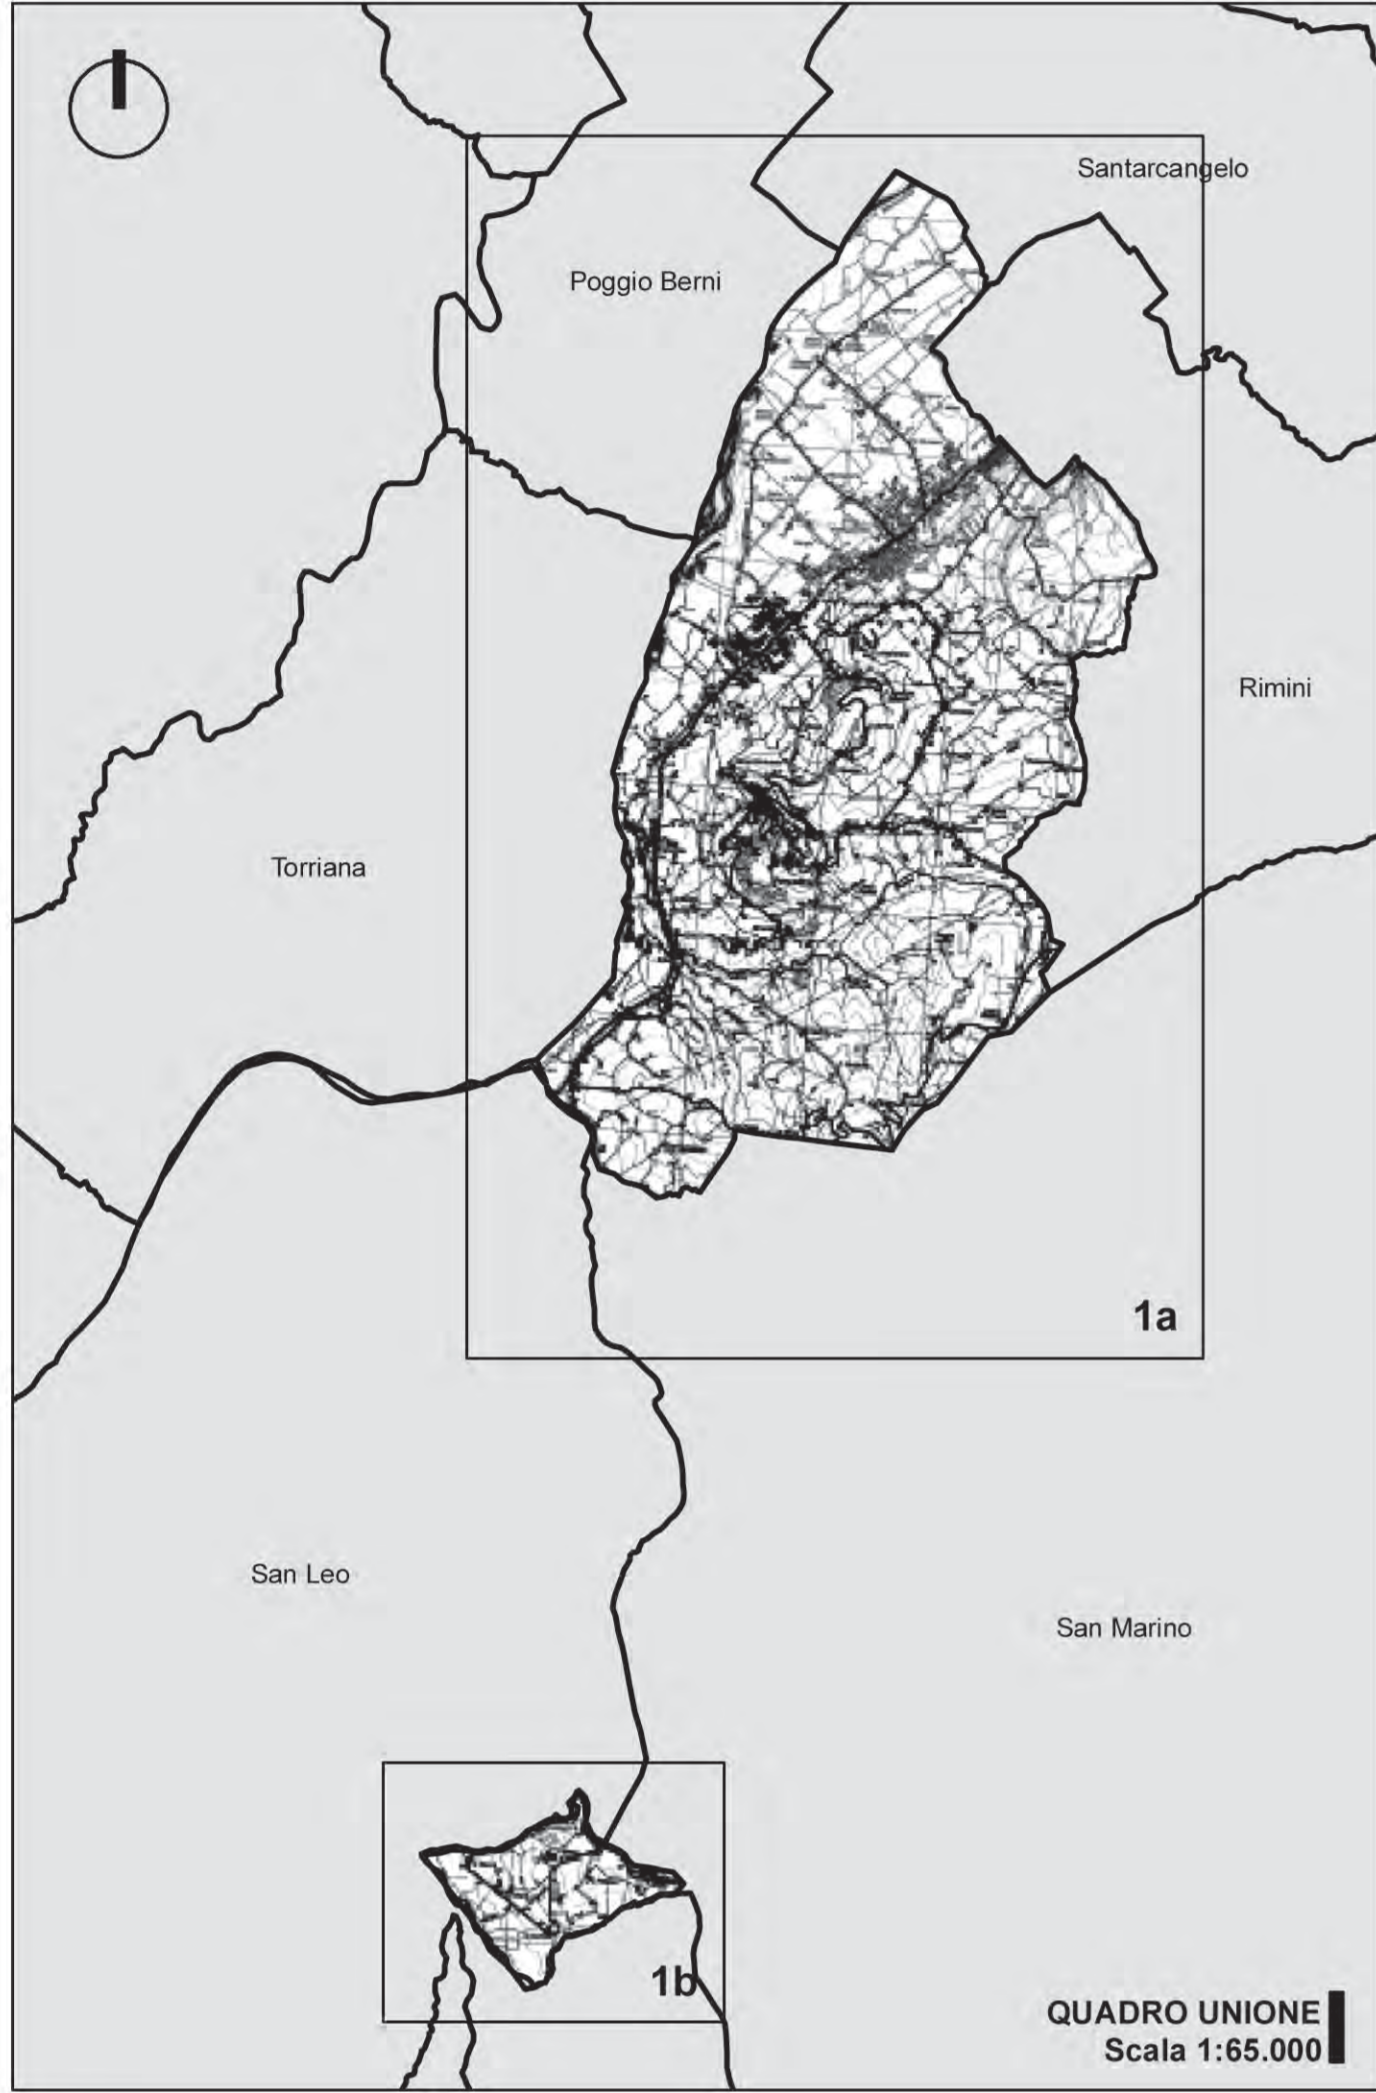 Santarcangelo
Poggio Berni
Rimini
Torriana
1a
San Leo
San Marino
1b
QUADRO UNIONE
Scala 1:65.000